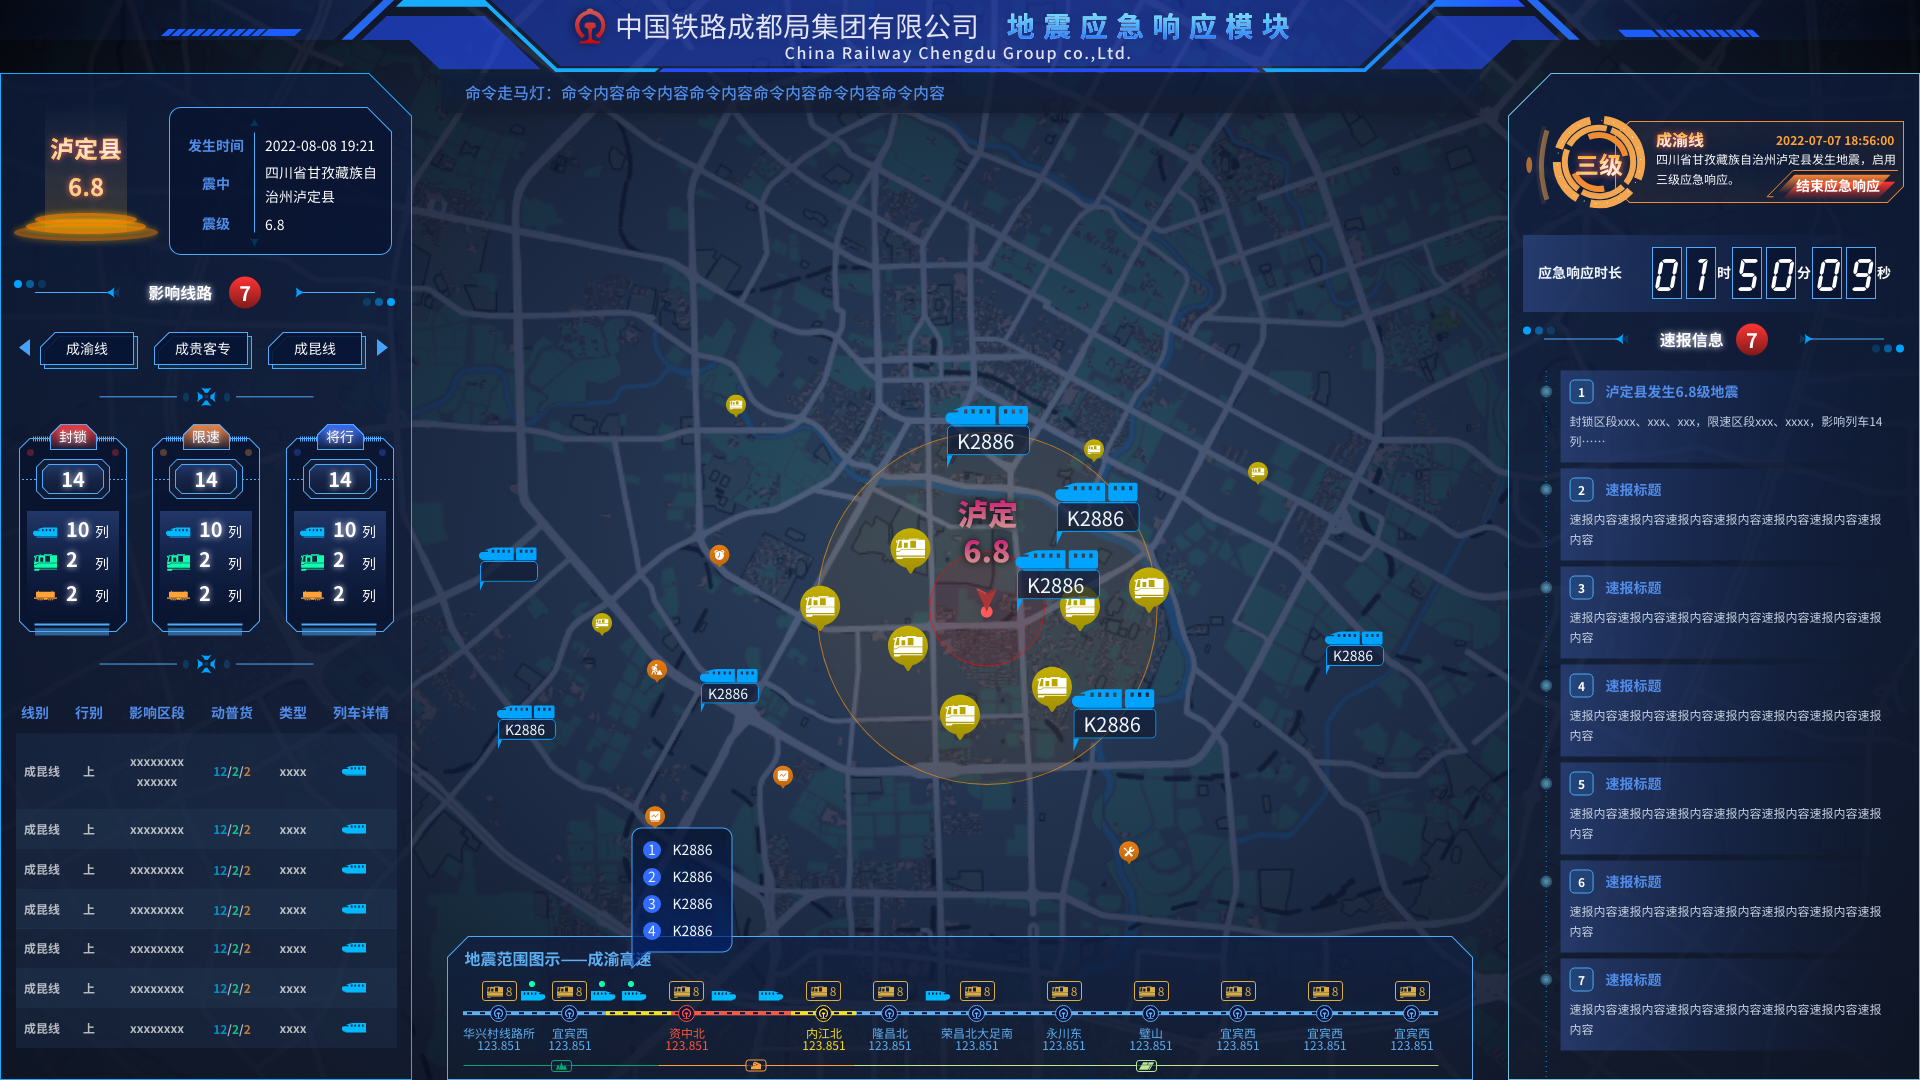 中国铁路成都局集团有限公司 地震应急响应模块
China Railway Chengdu Group co.,Ltd.
命令走马灯：命令内容命令内容命令内容命令内容命令内容命令内容
泸定县
6.8
发生时间 2022-08-08 19:21
震中 四川省甘孜藏族自
治州泸定县
震级 6.8
影响线路 7
成渝线 成贵客专 成昆线
封锁 限速 将行
14 14 14
10 列 10 列 10 列
2 列 2 列 2 列
2 列 2 列 2 列
线别 行别 影响区段 动普货 类型 列车详情
成昆线 上 xxxxxxxx
xxxxxx 12/2/2 xxxx
成昆线 上 xxxxxxxx 12/2/2 xxxx
成昆线 上 xxxxxxxx 12/2/2 xxxx
成昆线 上 xxxxxxxx 12/2/2 xxxx
成昆线 上 xxxxxxxx 12/2/2 xxxx
成昆线 上 xxxxxxxx 12/2/2 xxxx
成昆线 上 xxxxxxxx 12/2/2 xxxx
K2886
K2886
泸定
6.8
K2886
K2886
K2886
K2886
K2886
1 K2886
2 K2886
3 K2886
4 K2886
地震范围图示——成渝高速
8 8 8 8 8 8 8 8 8 8 8
华兴村线路所 宜宾西 资中北 内江北 隆昌北 荣昌北大足南 永川东 璧山 宜宾西 宜宾西 宜宾西
123.851 123.851 123.851 123.851 123.851 123.851 123.851 123.851 123.851 123.851 123.851
三级
成渝线 2022-07-07 18:56:00
四川省甘孜藏族自治州泸定县发生地震，启用
三级应急响应。
结束应急响应
应急响应时长 01时50分09秒
速报信息 7
1 泸定县发生6.8级地震
封锁区段xxx、xxx、xxx，限速区段xxx、xxxx，影响列车14
列……
2 速报标题
速报内容速报内容速报内容速报内容速报内容速报内容速报
内容
3 速报标题
速报内容速报内容速报内容速报内容速报内容速报内容速报
内容
4 速报标题
速报内容速报内容速报内容速报内容速报内容速报内容速报
内容
5 速报标题
速报内容速报内容速报内容速报内容速报内容速报内容速报
内容
6 速报标题
速报内容速报内容速报内容速报内容速报内容速报内容速报
内容
7 速报标题
速报内容速报内容速报内容速报内容速报内容速报内容速报
内容